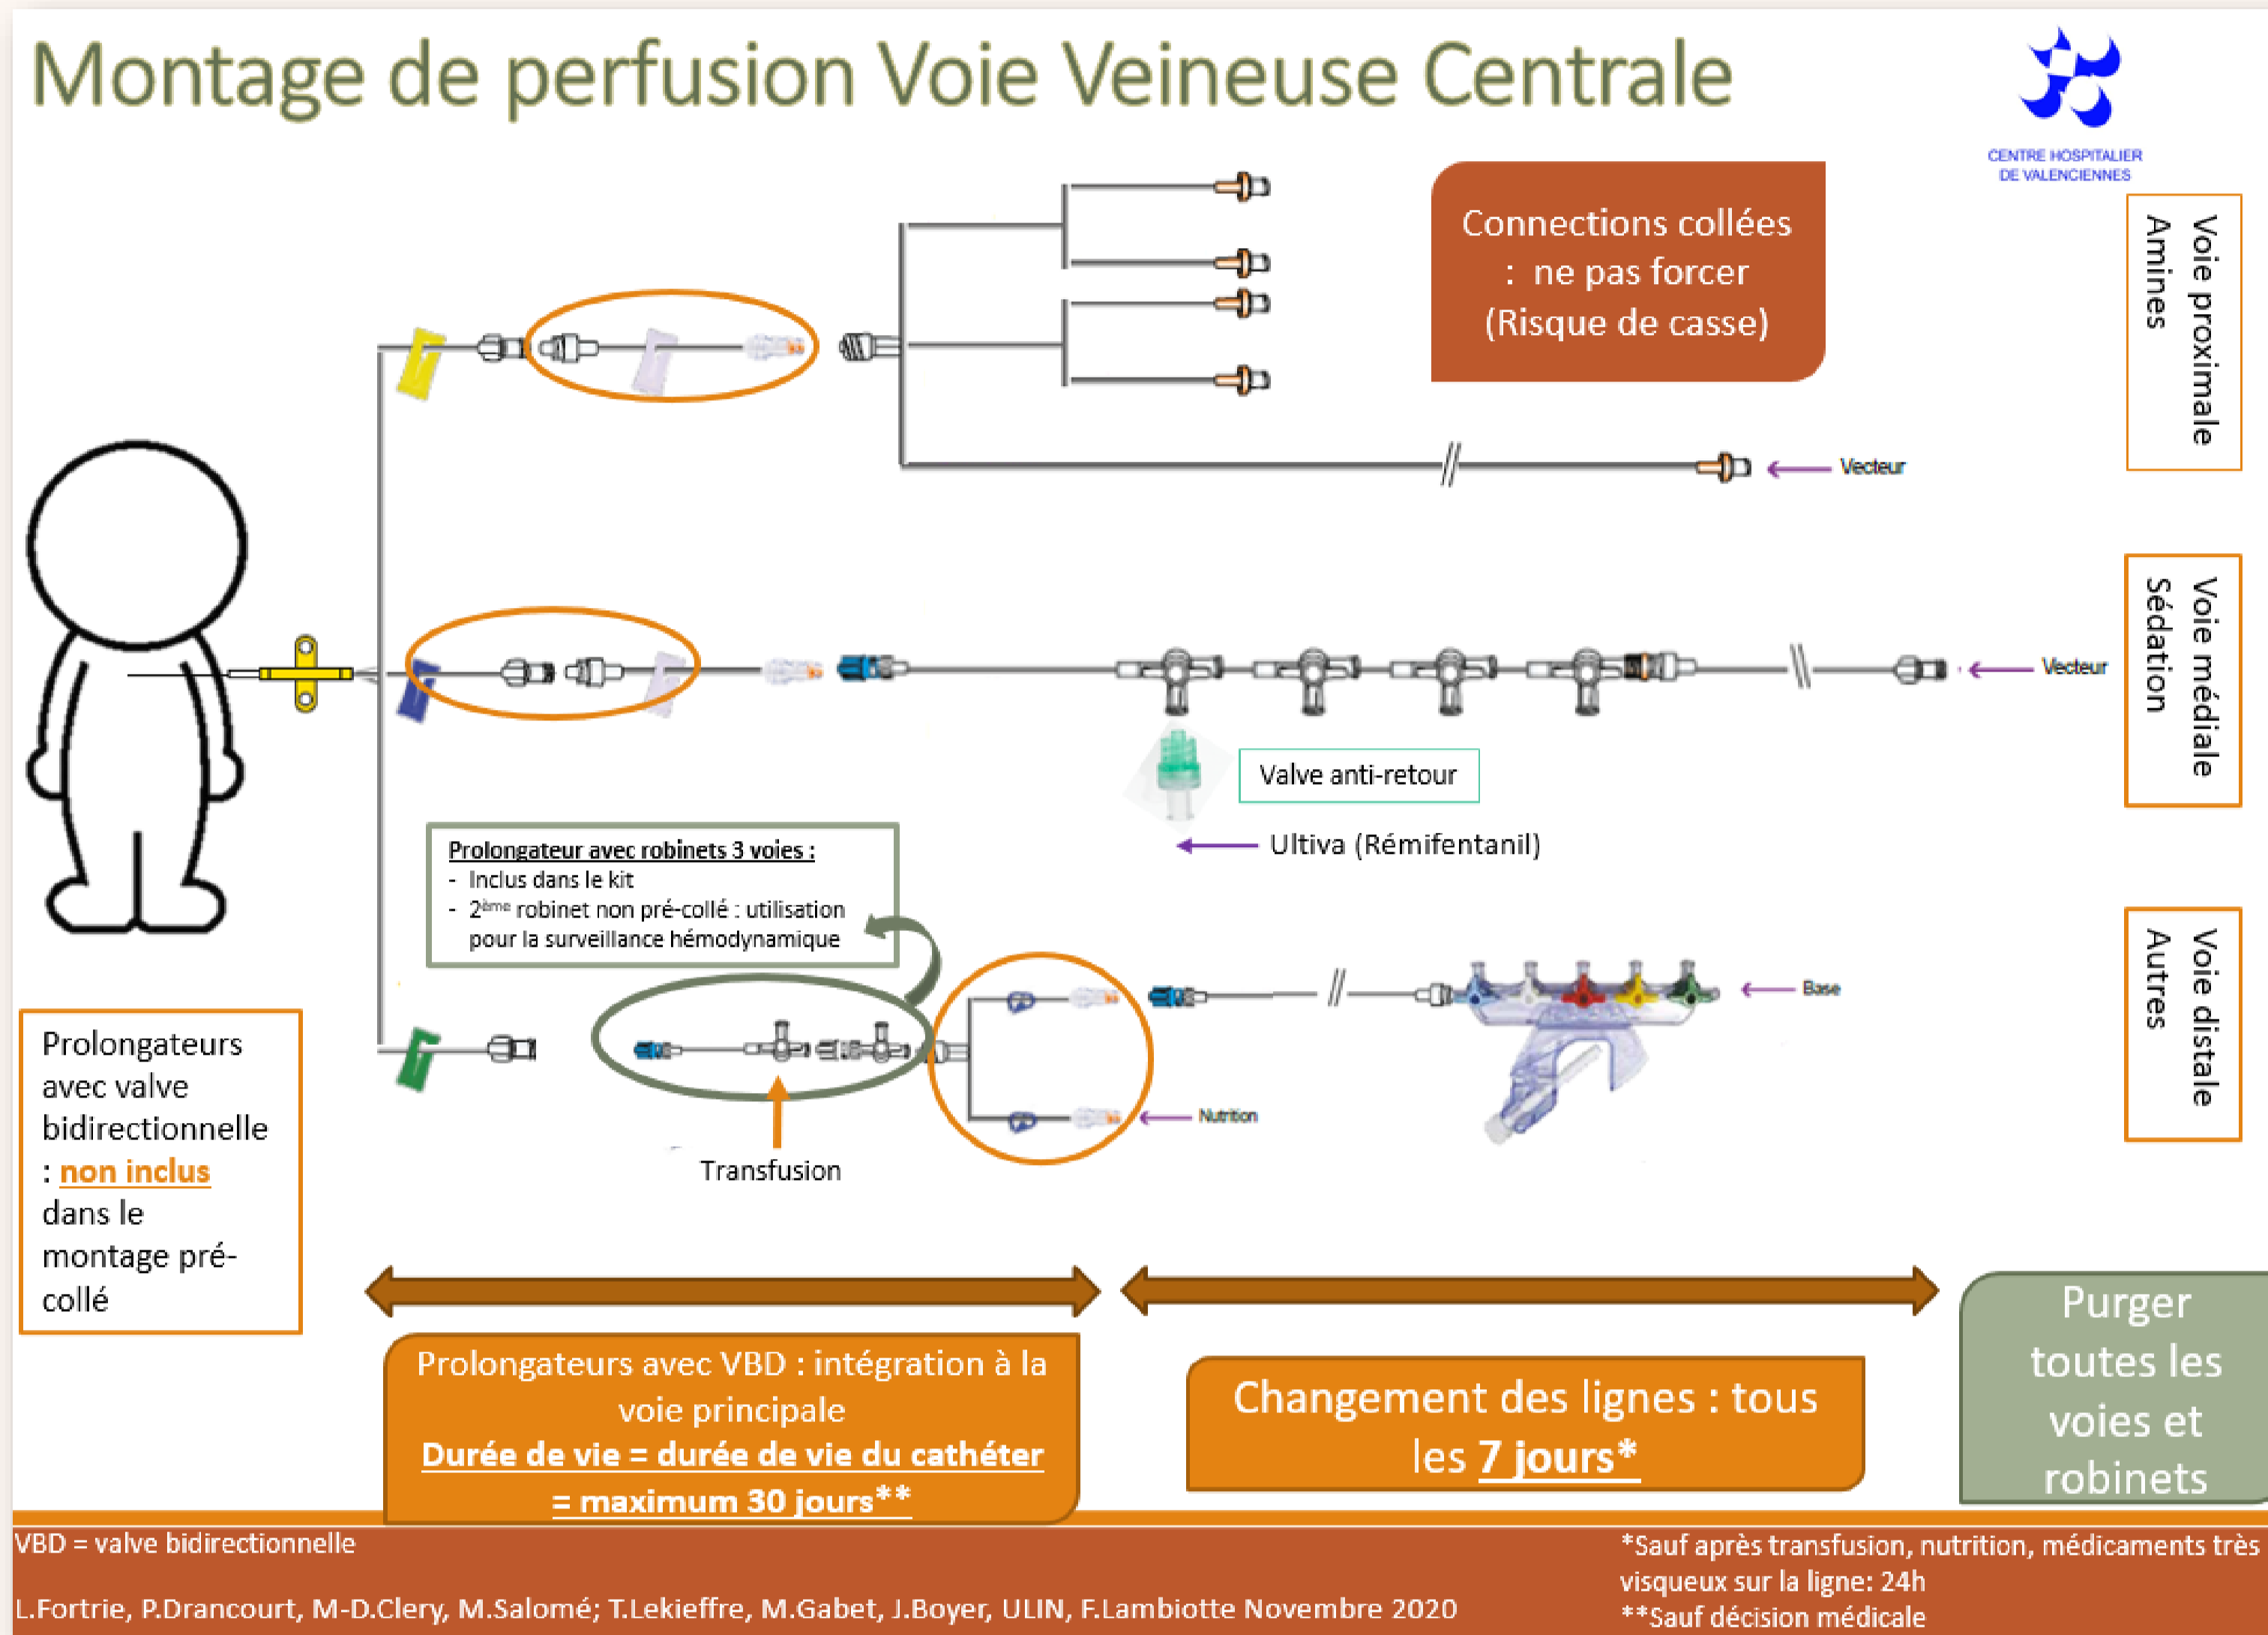 Montage de perfusion Voie Veineuse Centrale
CENTRE HOSPITALIER
DE VALENCIENNES
Connections collées
: ne pas forcer
(Risque de casse)
Voie proximale
Amines
Vecteur
Voie médiale
Sédation
Vecteur
Valve anti-retour
Ultiva (Rémifentanil)
Prolongateur avec robinets 3 voies :
- Inclus dans le kit
- 2ème robinet non pré-collé : utilisation
pour la surveillance hémodynamique
Voie distale
Autres
Base
Nutrition
Transfusion
Prolongateurs
avec valve
bidirectionnelle
: non inclus
dans le
montage pré-
collé
Prolongateurs avec VBD : intégration à la
voie principale
Durée de vie = durée de vie du cathéter
= maximum 30 jours**
Changement des lignes : tous
les 7 jours*
Purger
toutes les
voies et
robinets
VBD = valve bidirectionnelle
L.Fortrie, P.Drancourt, M-D.Clery, M.Salomé; T.Lekieffre, M.Gabet, J.Boyer, ULIN, F.Lambiotte Novembre 2020
*Sauf après transfusion, nutrition, médicaments très
visqueux sur la ligne: 24h
**Sauf décision médicale